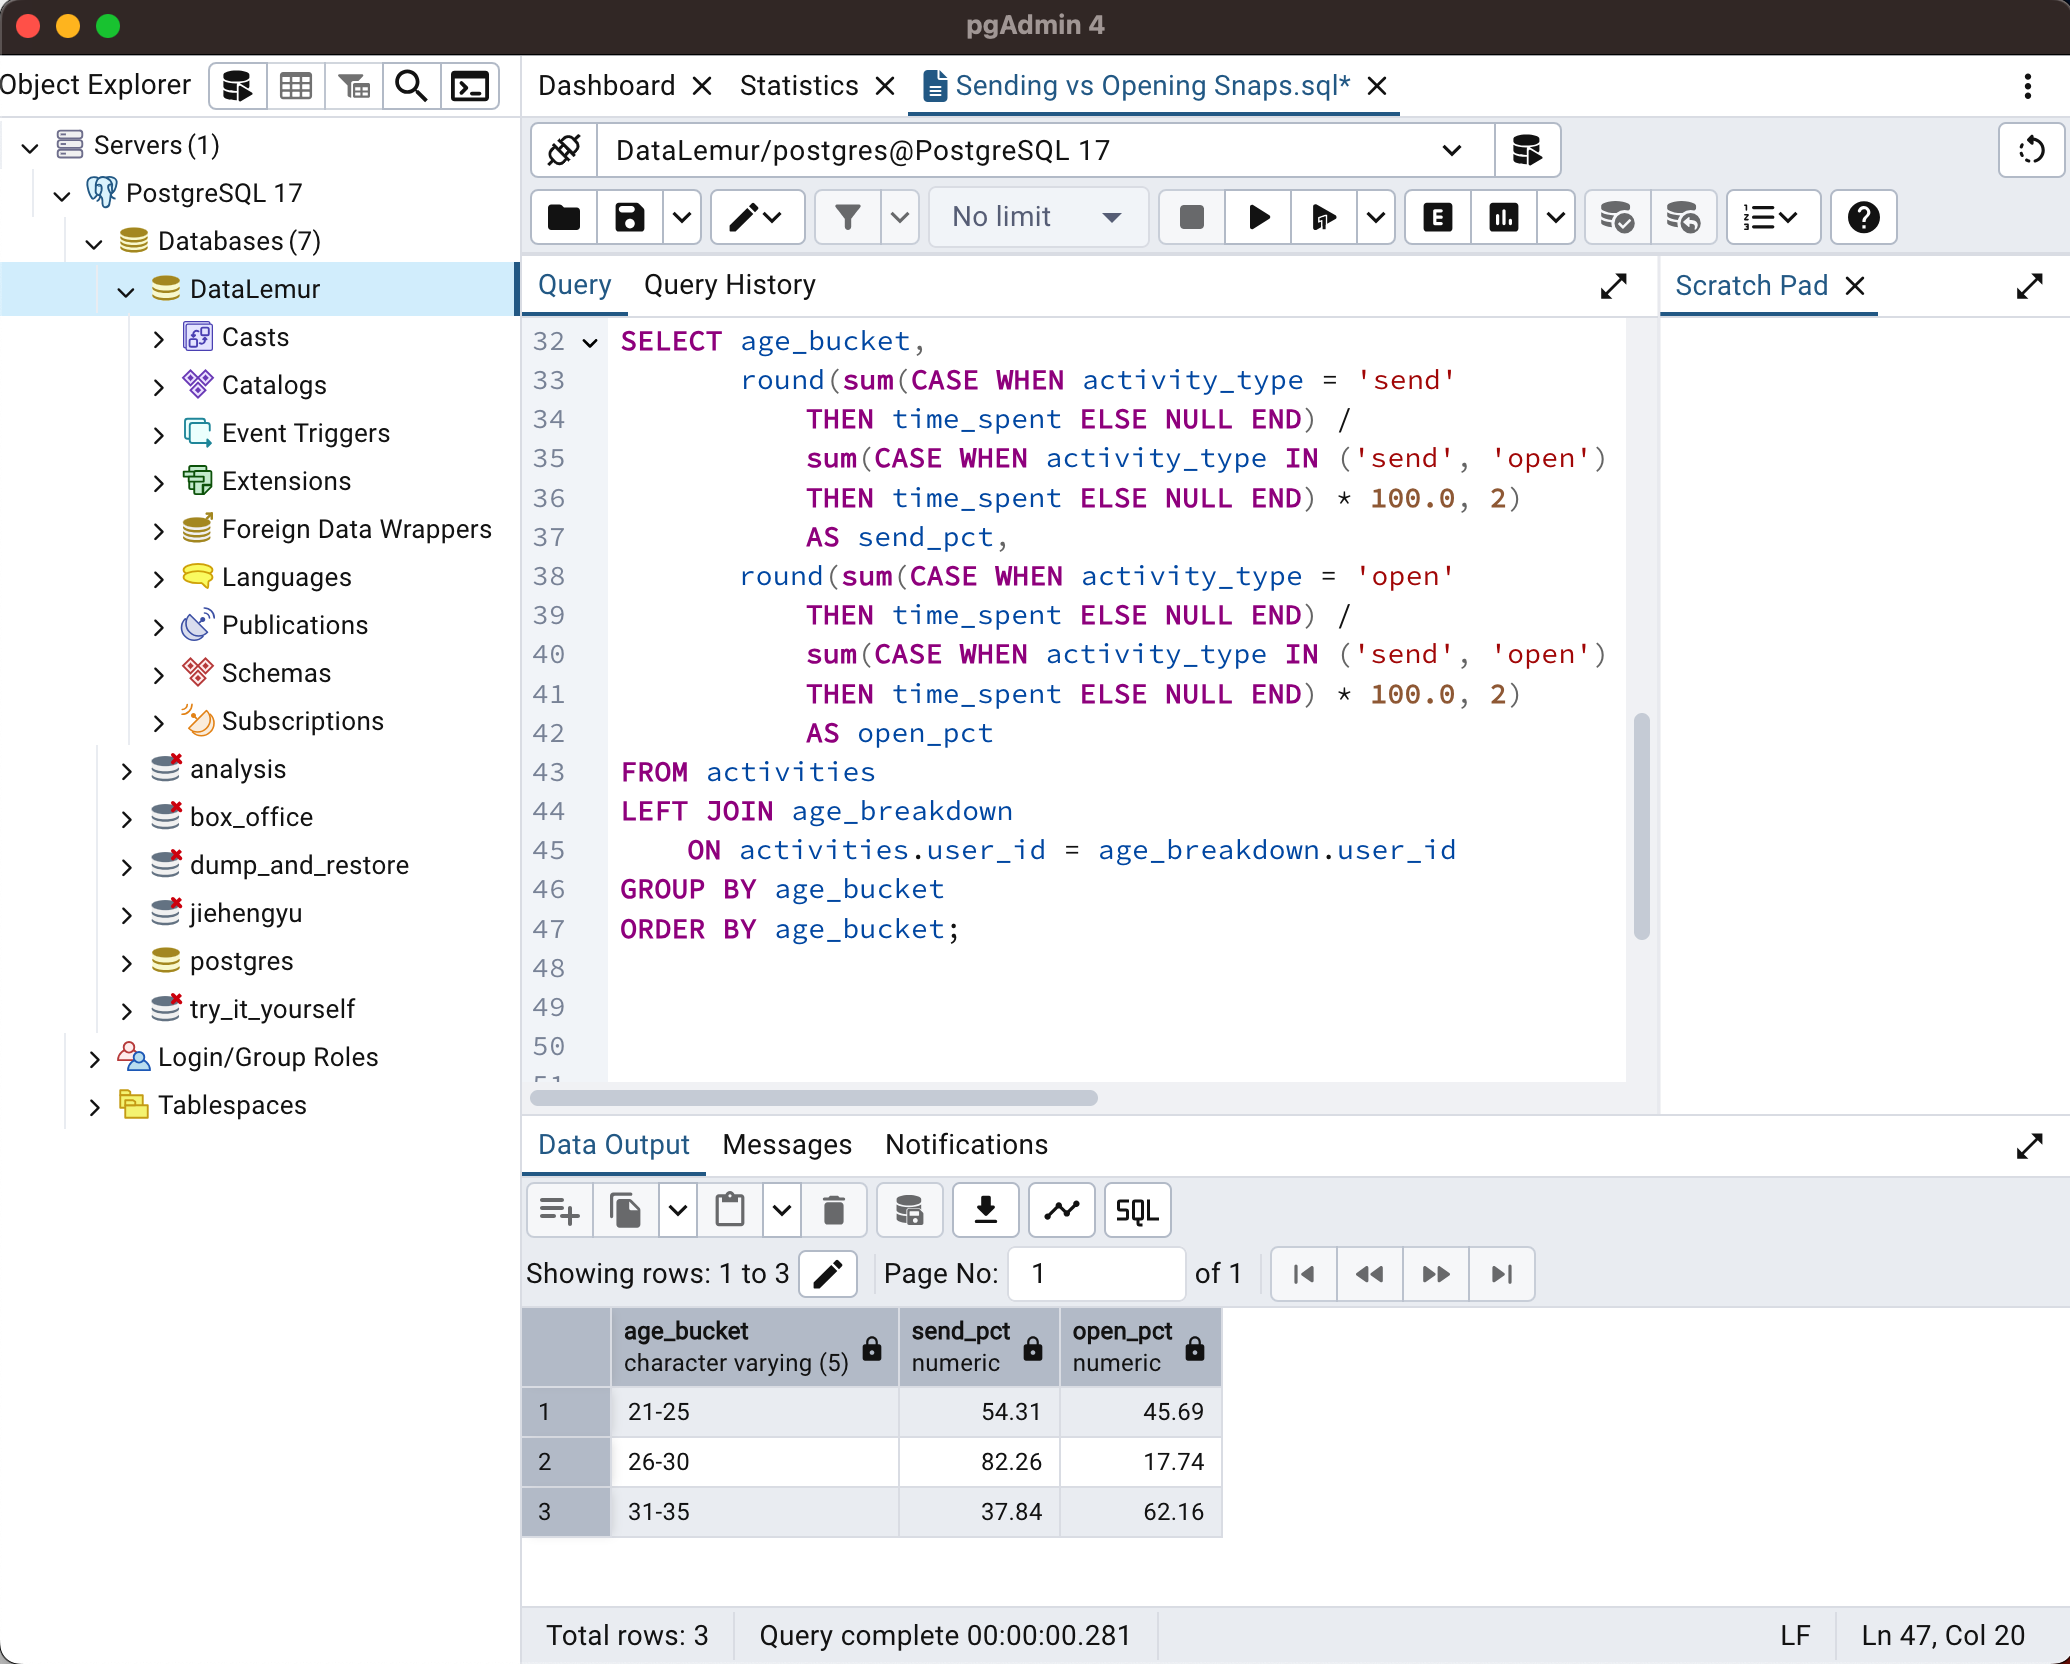 pgAdmin 4
Object Explorer
Dashboard
Statistics
Sending vs Opening Snaps.sql*
Servers (1)
PostgreSQL 17
Databases (7)
DataLemur
Casts
Catalogs
Event Triggers
Extensions
Foreign Data Wrappers
Languages
Publications
Schemas
Subscriptions
analysis
box_office
dump_and_restore
jiehengyu
postgres
try_it_yourself
Login/Group Roles
Tablespaces
DataLemur/postgres@PostgreSQL 17
No limit
E
Query
Query History
Scratch Pad
32 SELECT age_bucket,
33 round(sum(CASE WHEN activity_type = 'send'
34 THEN time_spent ELSE NULL END) /
35 sum(CASE WHEN activity_type IN ('send', 'open')
36 THEN time_spent ELSE NULL END) * 100.0, 2)
37 AS send_pct,
38 round(sum(CASE WHEN activity_type = 'open'
39 THEN time_spent ELSE NULL END) /
40 sum(CASE WHEN activity_type IN ('send', 'open')
41 THEN time_spent ELSE NULL END) * 100.0, 2)
42 AS open_pct
43 FROM activities
44 LEFT JOIN age_breakdown
45 ON activities.user_id = age_breakdown.user_id
46 GROUP BY age_bucket
47 ORDER BY age_bucket;
48
49
50
51
Data Output
Messages
Notifications
SQL
Showing rows: 1 to 3
Page No:
1
of 1
age_bucket
character varying (5)
send_pct
numeric
open_pct
numeric
1 21-25 54.31 45.69
2 26-30 82.26 17.74
3 31-35 37.84 62.16
Total rows: 3
Query complete 00:00:00.281
LF
Ln 47, Col 20